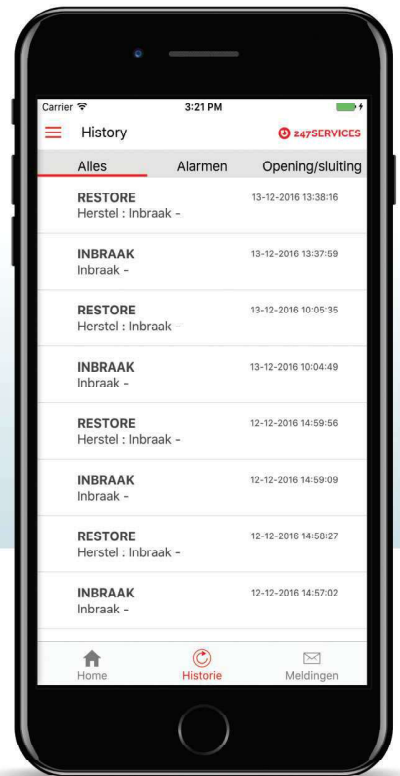 Carrier 3:21 PM
History 247SERVICES
Alles Alarmen Opening/sluiting
RESTORE 13-12-2016 13:38:16
Herstel : Inbraak -
INBRAAK 13-12-2016 13:37:59
Inbraak -
RESTORE 13-12-2016 10:05:35
Herstel : Inbraak -
INBRAAK 13-12-2016 10:04:49
Inbraak -
RESTORE 12-12-2016 14:59:56
Herstel : Inbraak -
INBRAAK 12-12-2016 14:59:09
Inbraak -
RESTORE 12-12-2016 14:58:27
Herstel : Inbraak -
INBRAAK 12-12-2016 14:57:02
Inbraak -
Home Historie Meldingen